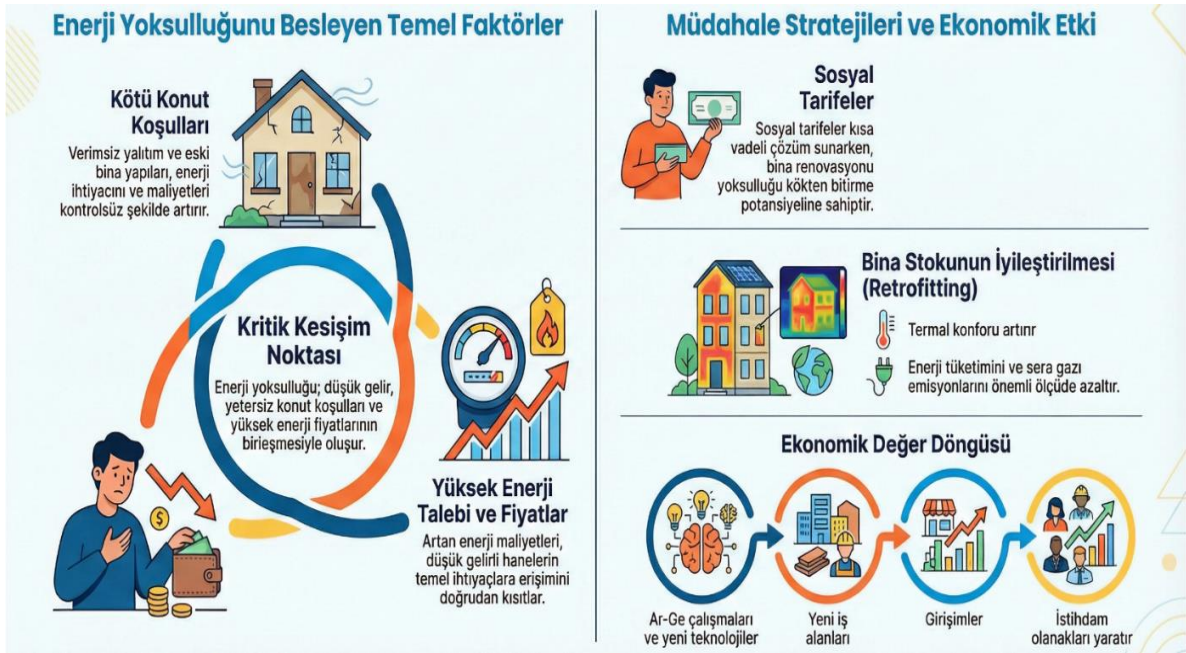 Enerji Yoksulluğunu Besleyen Temel Faktörler
Kötü Konut
Koşulları
Verimsiz yalıtım ve eski
bina yapıları, enerji
ihtiyacını ve maliyetleri
kontrolsüz şekilde artırır.
Kritik Kesişim
Noktası
Enerji yoksulluğu; düşük gelir,
yetersiz konut koşulları ve
yüksek enerji fiyatlarının
birieşmesiyle oluşur.
$
Yüksek Enerji
Talebi ve Fiyatlar
Artan enerji maliyetleri,
düşük gelirli hanelerin
temel ihtiyaçlara erişimini
doğrudan kısıtlar.
Müdahale Stratejileri ve Ekonomik Etki
Sosyal
Tarifeler
Sosyal tarifeler kısa
vadeli çözüm sunarken,
bina renovasyonu
yoksulluğu kökten bitirme
potansiyeline sahiptir.
Bina Stokunun İyileştirilmesi
(Retrofitting)
Termal konforu artınr
Enerji tüketimini ve sera gazı
emisyonlarını önemli ölçüde azaltır.
Ekonomik Değer Döngüsü
Ar-Ge çalışmaları
ve yeni teknolojiler
Yeni iş
alanları
Girişimler
İstihdam
olanakları yaratır